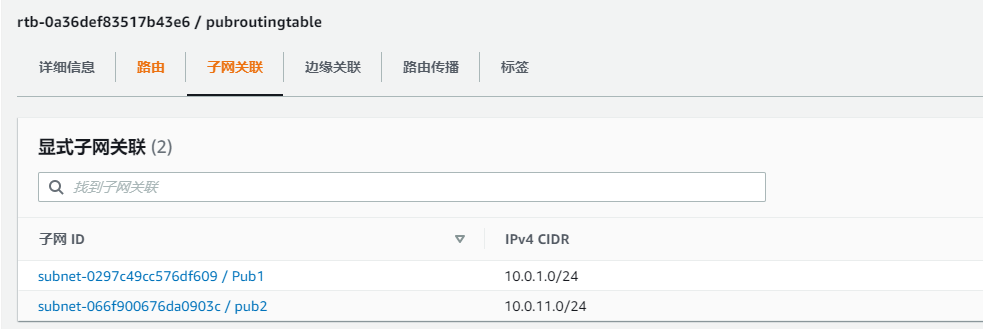 rtb-0a36def83517b43e6 / pubroutingtable
详细信息 路由 子网关联 边缘关联 路由传播 标签
显式子网关联 (2)
找到子网关联
子网 ID IPv4 CIDR
subnet-0297c49cc576df609 / Pub1 10.0.1.0/24
subnet-066f900676da0903c / pub2 10.0.11.0/24